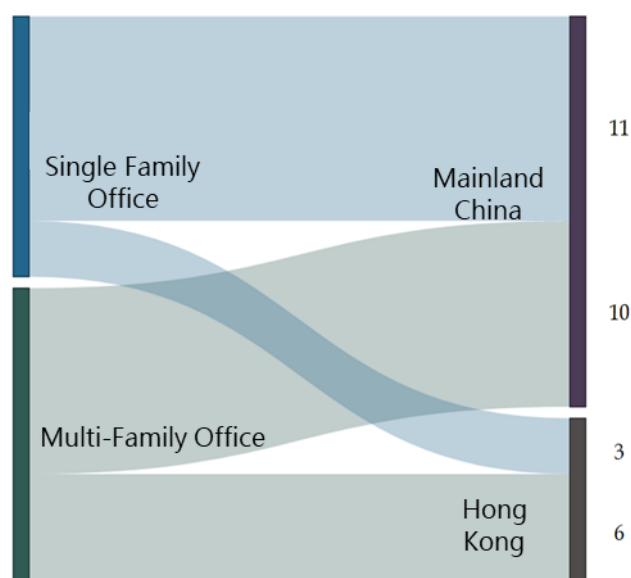 11
Single Family
Office
Mainland
China
10
Multi-Family Office
3
Hong
Kong
6